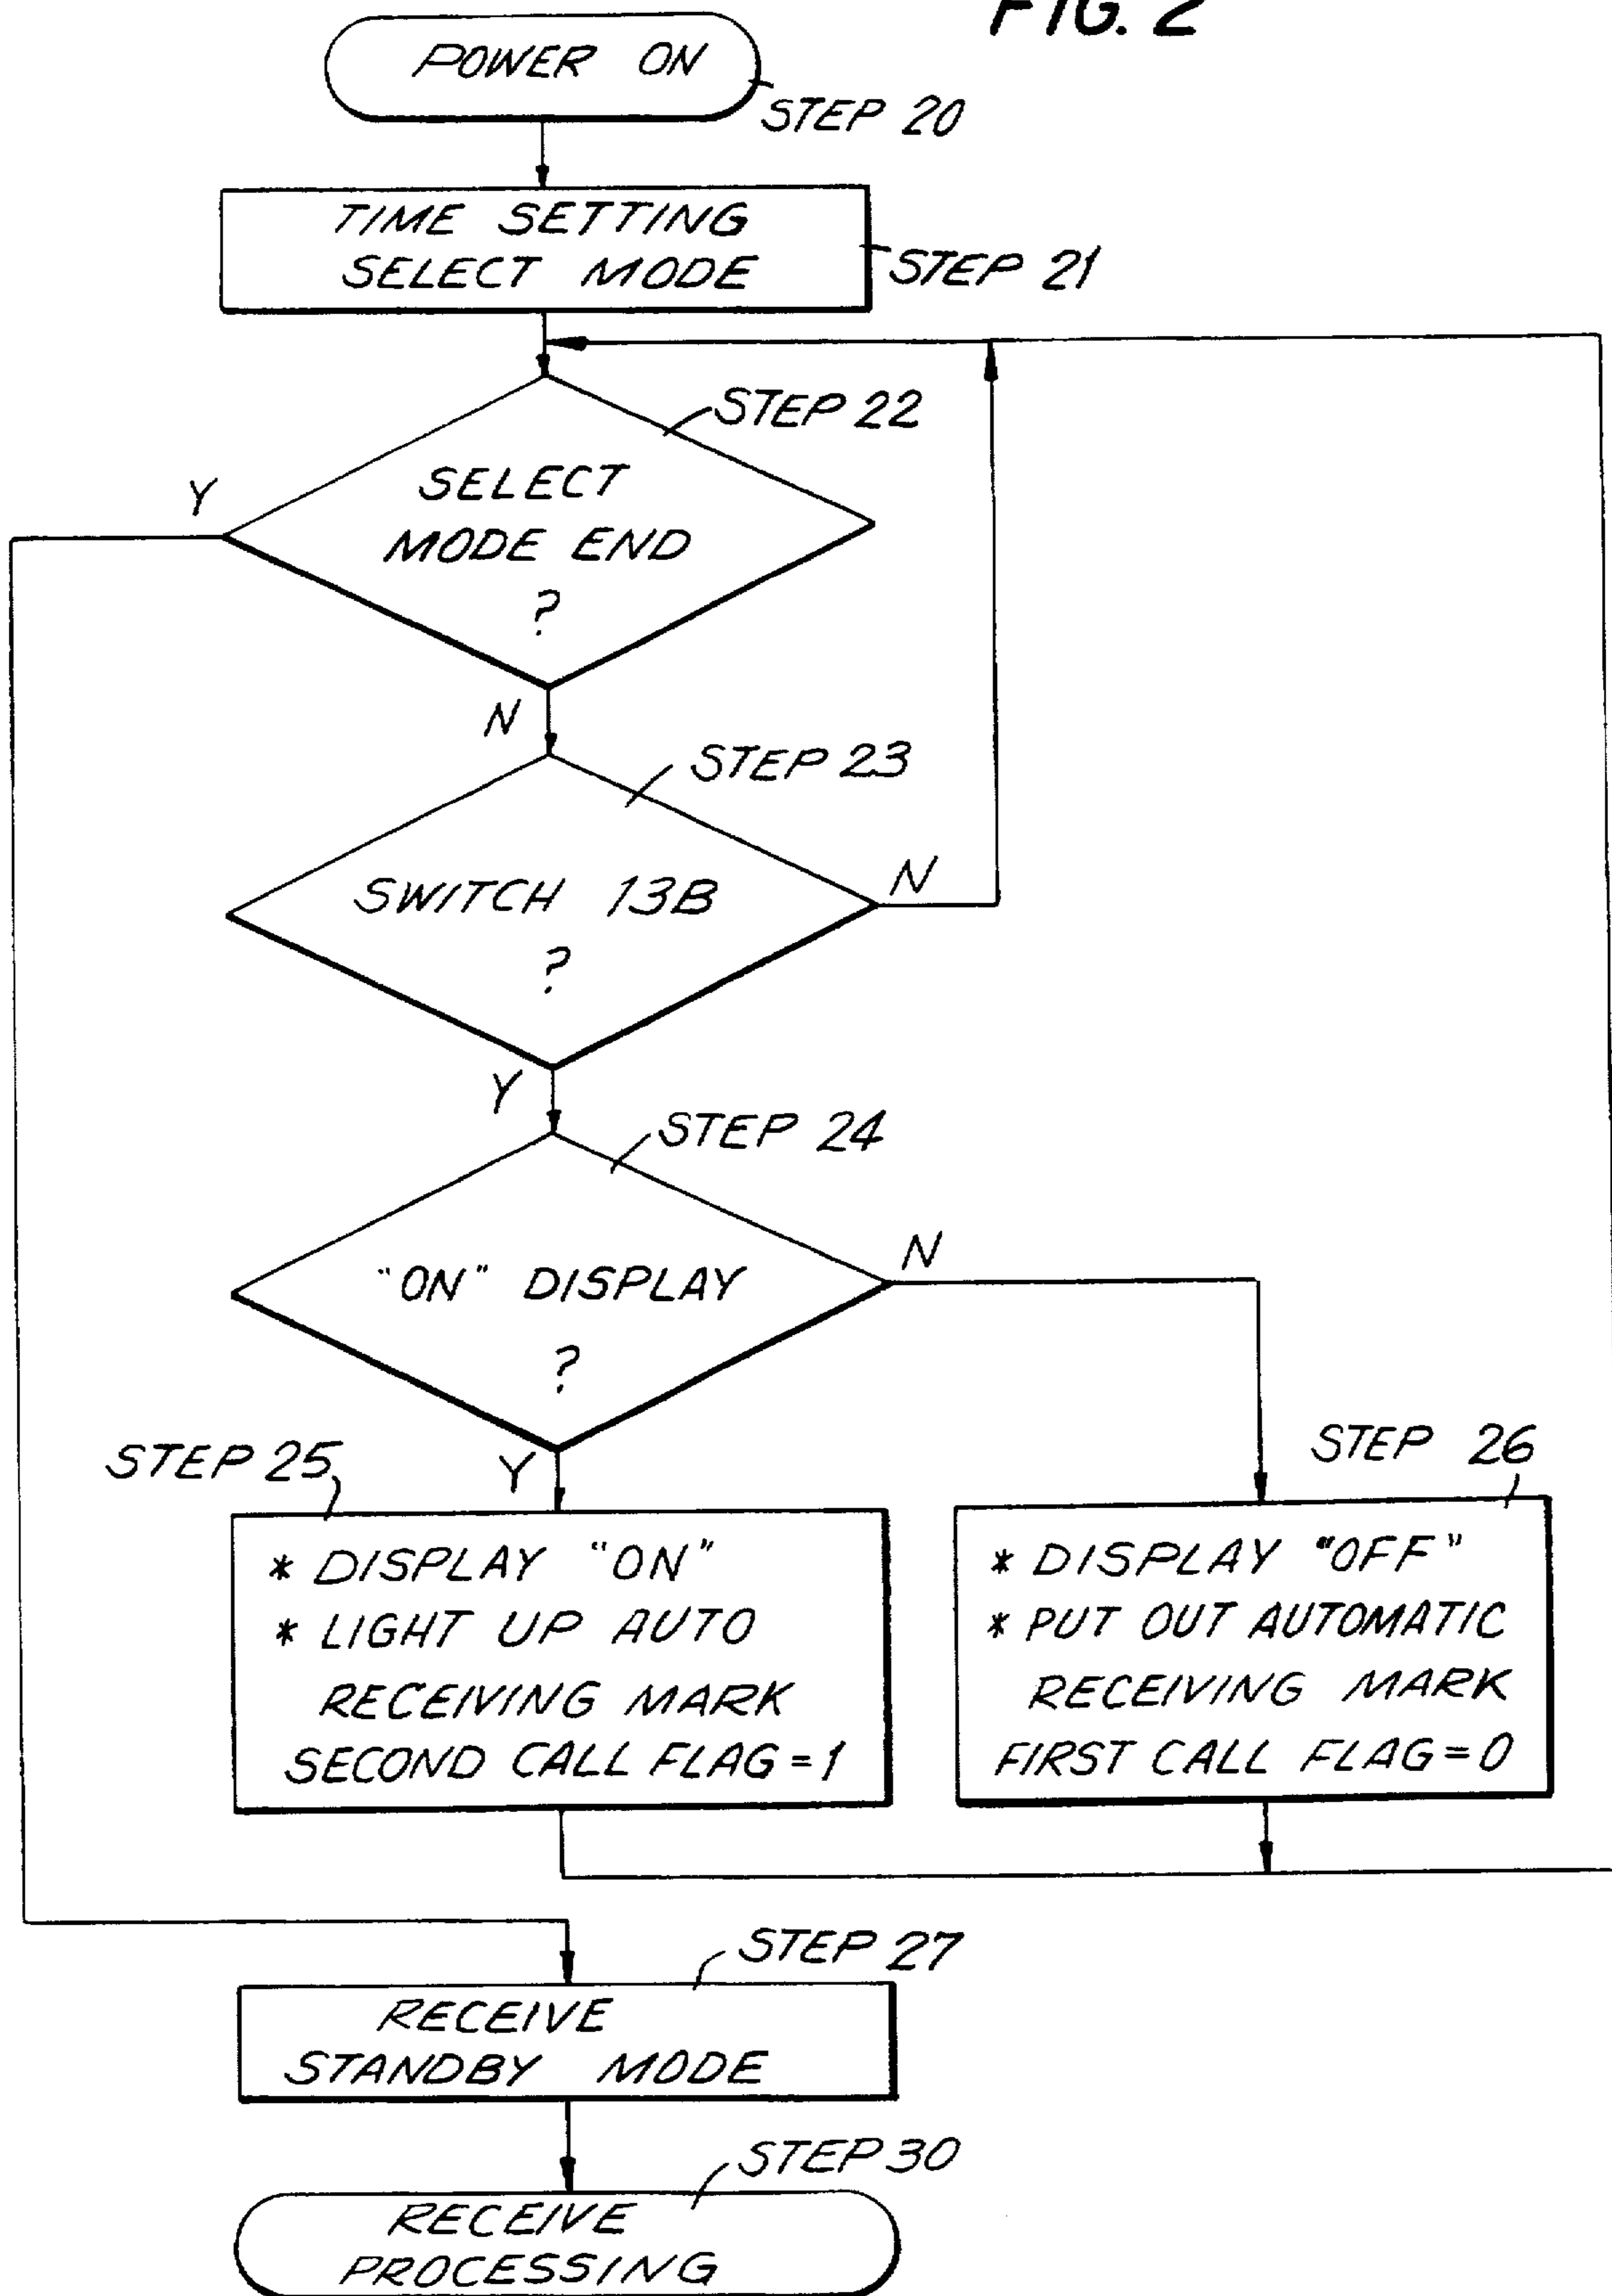 FIG. 2
POWER ON
STEP 20
TIME SETTING
SELECT MODE
STEP 21
STEP 22
SELECT
MODE END
?
Y
N
STEP 23
SWITCH 13B
?
N
Y
STEP 24
"ON" DISPLAY
?
N
Y
STEP 25
* DISPLAY "ON"
* LIGHT UP AUTO
RECEIVING MARK
SECOND CALL FLAG=1
STEP 26
* DISPLAY "OFF"
* PUT OUT AUTOMATIC
RECEIVING MARK
FIRST CALL FLAG=0
STEP 27
RECEIVE
STANDBY MODE
STEP 30
RECEIVE
PROCESSING